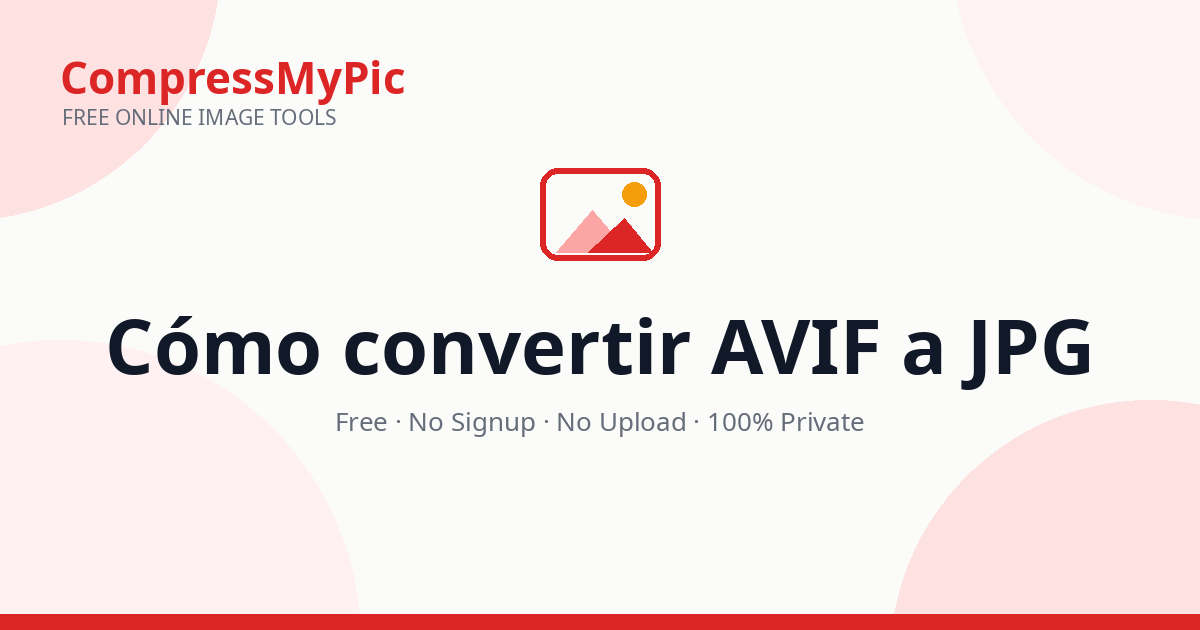 CompressMyPic
FREE ONLINE IMAGE TOOLS
Cómo convertir AVIF a JPG
Free · No Signup · No Upload · 100% Private